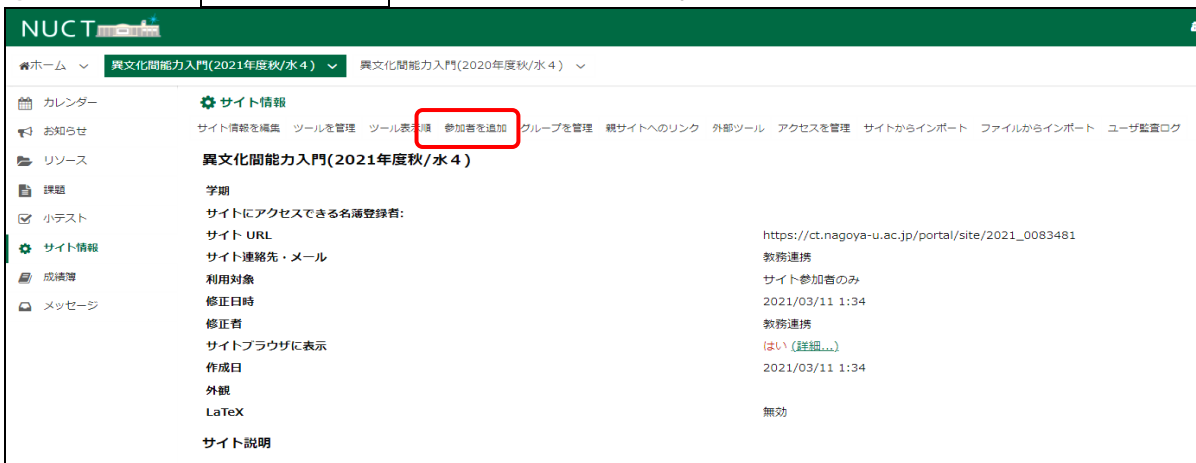 NUCT
ホーム 異文化間能力入門(2021年度秋/水４) 異文化間能力入門(2020年度秋/水４)
カレンダー
お知らせ
リソース
課題
小テスト
サイト情報
成績簿
メッセージ
サイト情報
サイト情報を編集 ツールを管理 ツール表示順 参加者を追加 グループを管理 親サイトへのリンク 外部ツール アクセスを管理 サイトからインポート ファイルからインポート ユーザ監査ログ
異文化間能力入門(2021年度秋/水４)
学期
サイトにアクセスできる名簿登録者:
サイト URL https://ct.nagoya-u.ac.jp/portal/site/2021_0083481
サイト連絡先・メール 教務連携
利用対象 サイト参加者のみ
修正日時 2021/03/11 1:34
修正者 教務連携
サイトブラウザに表示 はい (詳細...)
作成日 2021/03/11 1:34
外観
LaTeX 無効
サイト説明